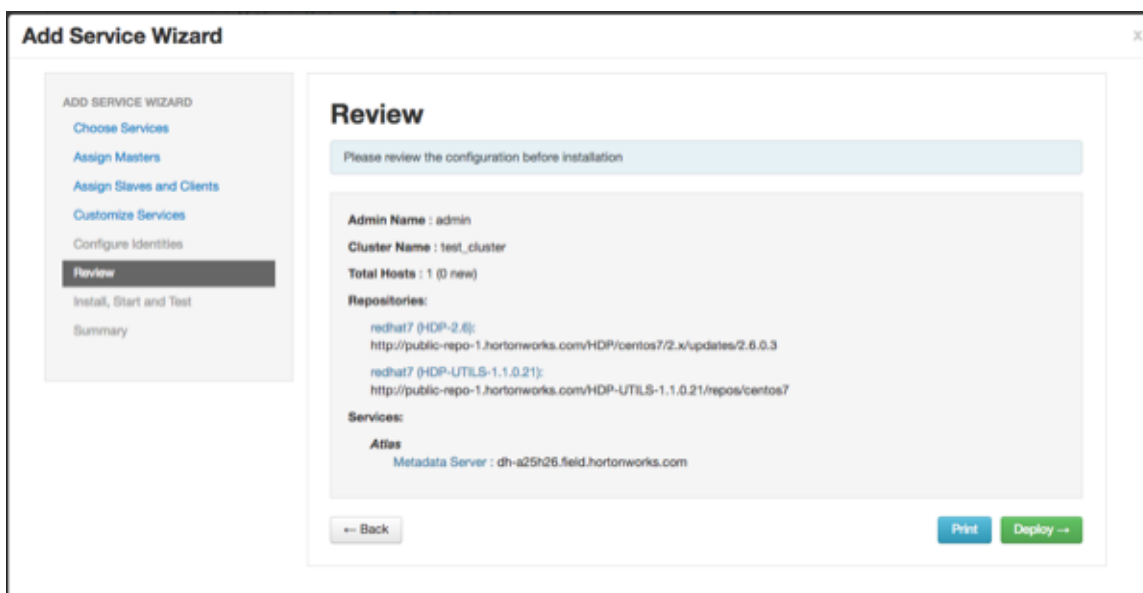 Add Service Wizard
x
ADD SERVICE WIZARD
Choose Services
Assign Masters
Assign Slaves and Clients
Customize Services
Configure Identities
Review
Install, Start and Test
Summary
Review
Please review the configuration before installation
Admin Name : admin
Cluster Name : test_cluster
Total Hosts : 1 (0 new)
Repositories:
redhat7 (HDP-2.6):
http://public-repo-1.hortonworks.com/HDP/centos7/2.x/updates/2.6.0.3
redhat7 (HDP-UTILS-1.1.0.21):
http://public-repo-1.hortonworks.com/HDP-UTILS-1.1.0.21/repos/centos7
Services:
Atlas
Metadata Server : dh-a25h26.field.hortonworks.com
← Back
Print
Deploy →